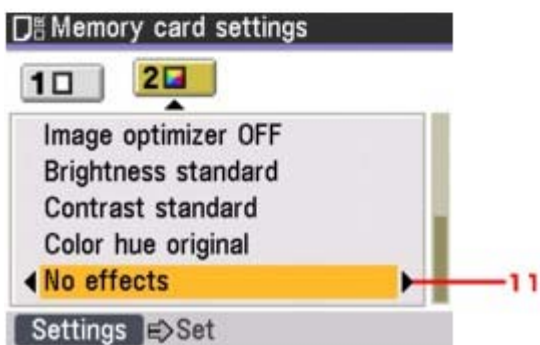 Memory card settings
1 2
Image optimizer OFF
Brightness standard
Contrast standard
Color hue original
No effects 11
Settings Set